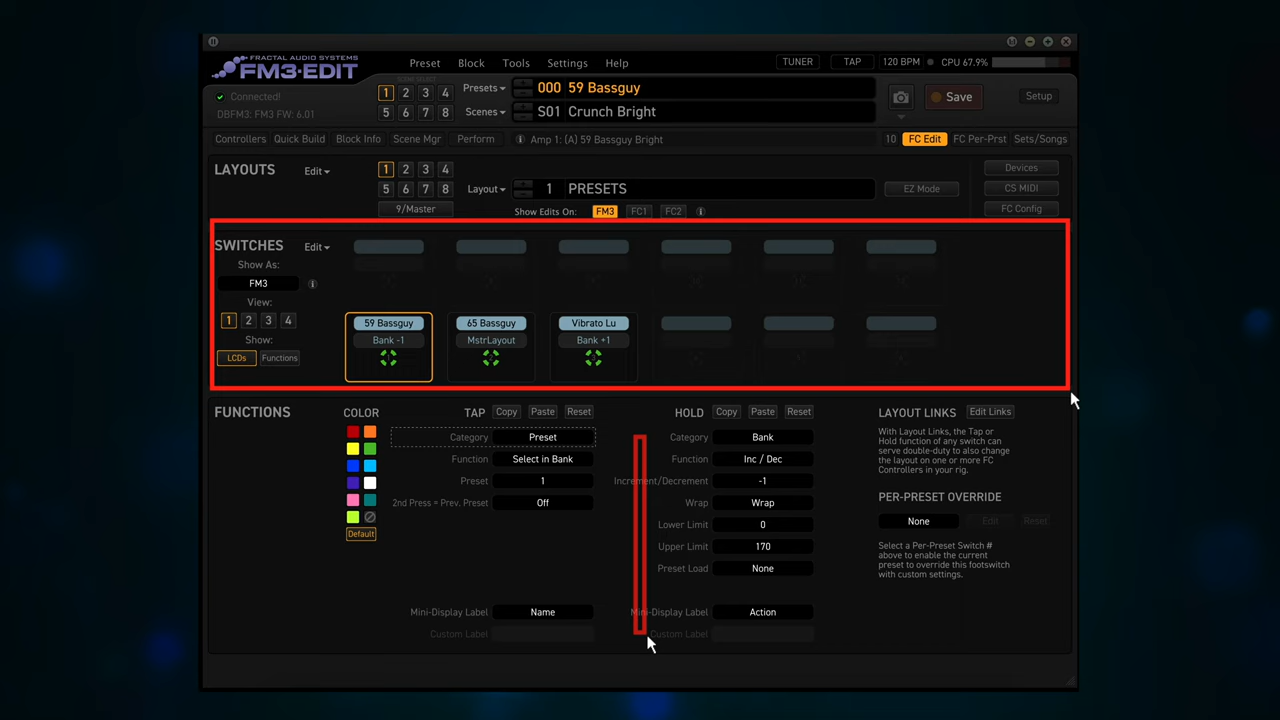 FRACTAL AUDIO SYSTEMS
FM3-EDIT
Preset Block Tools Settings Help
TUNER TAP 120 BPM CPU 67.9%
Connected!
DBFM3: FM3 FW: 6.01
SCENE SELECT
1 2 3 4
5 6 7 8
Presets 000 59 Bassguy
Scenes S01 Crunch Bright
Save
Setup
Controllers Quick Build Block Info Scene Mgr Perform
Amp 1: (A) 59 Bassguy Bright
10 FC Edit FC Per-Prst Sets/Songs
LAYOUTS
Edit
1 2 3 4
5 6 7 8
9/Master
Layout 1 PRESETS
EZ Mode
Devices
CS MIDI
FC Config
Show Edits On: FM3 FC1 FC2
SWITCHES
Edit
Show As:
FM3
View:
1 2 3 4
Show:
LCDs Functions
59 Bassguy 65 Bassguy Vibrato Lu
Bank -1 MstrLayout Bank +1
1 2 3
FUNCTIONS
COLOR
Default
TAP Copy Paste Reset
Category Preset
Function Select in Bank
Preset 1
2nd Press = Prev. Preset Off
Mini-Display Label Name
Custom Label
HOLD Copy Paste Reset
Category Bank
Function Inc / Dec
Increment/Decrement -1
Wrap Wrap
Lower Limit 0
Upper Limit 170
Preset Load None
Mini-Display Label Action
Custom Label
LAYOUT LINKS Edit Links
With Layout Links, the Tap or
Hold function of any switch can
serve double-duty to also change
the layout on one or more FC
Controllers in your rig.
PER-PRESET OVERRIDE
None Edit Reset
Select a Per-Preset Switch #
above to enable the current
preset to override this footswitch
with custom settings.